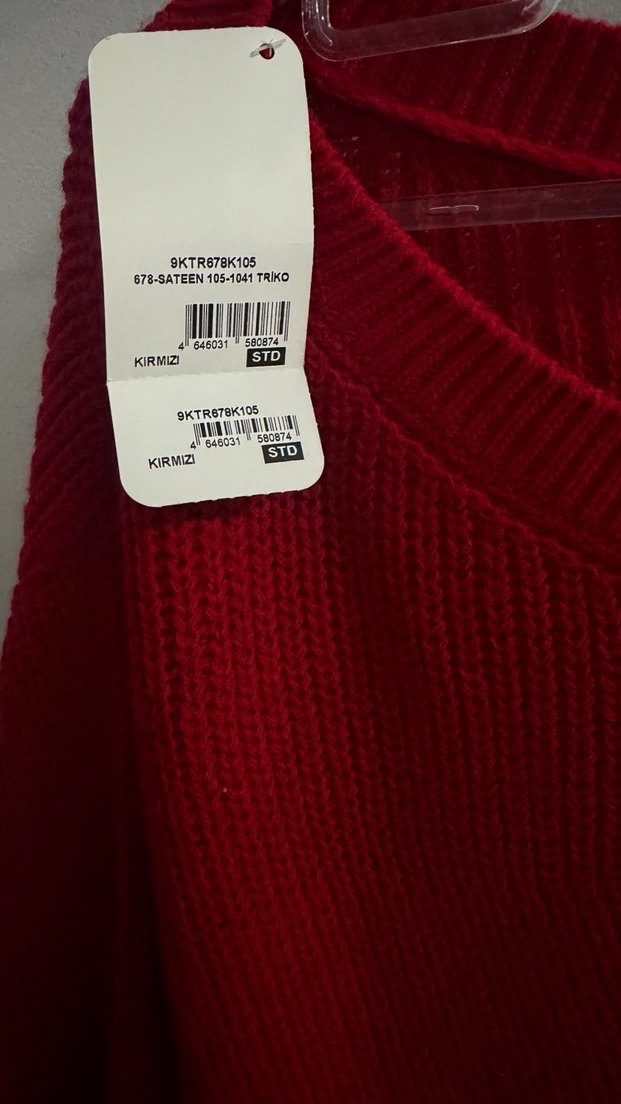 9KTR678K105
678-SATEEN 105-1041 TRİKO
4 646031 580874
KIRMIZI STD
9KTR678K105
4 646031 580874
KIRMIZI STD